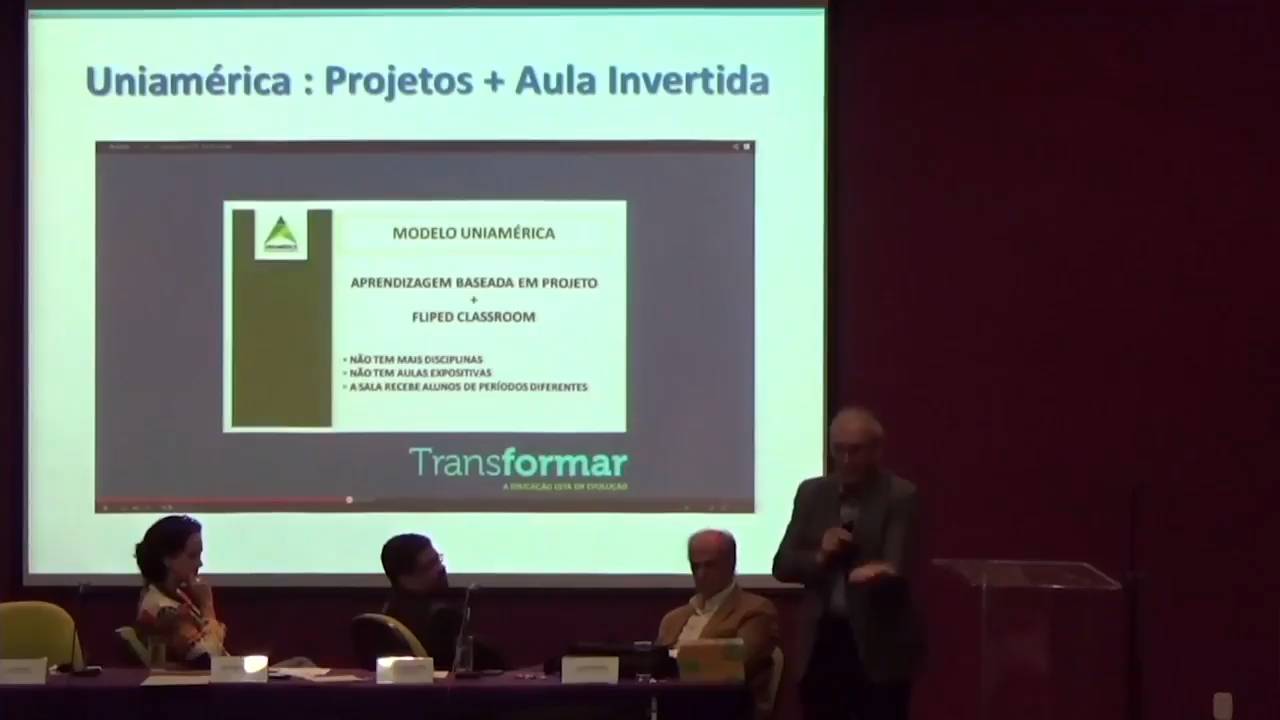 Uniamérica : Projetos + Aula Invertida
MODELO UNIAMÉRICA
UNIAMÉRICA
APRENDIZAGEM BASEADA EM PROJETO
+
FLIPED CLASSROOM
• NÃO TEM MAIS DISCIPLINAS
• NÃO TEM AULAS EXPOSITIVAS
• A SALA RECEBE ALUNOS DE PERÍODOS DIFERENTES
Transformar
A EDUCAÇÃO ESTÁ EM EVOLUÇÃO